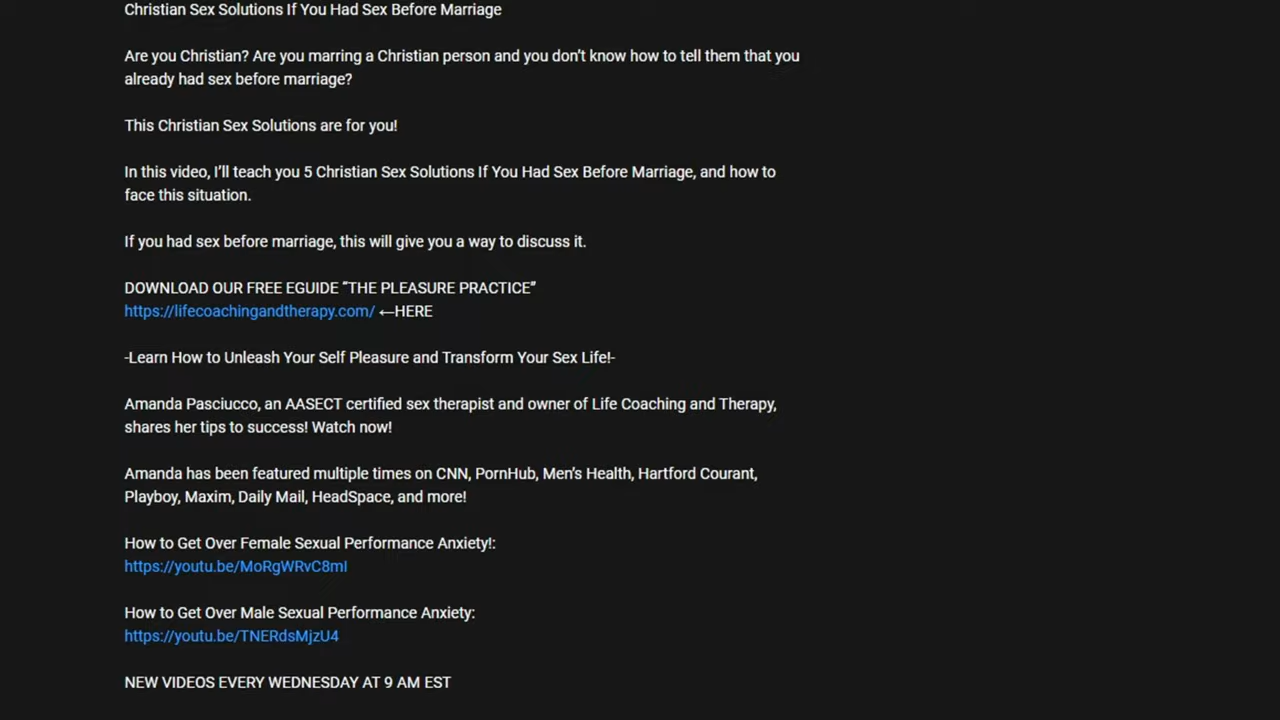 Christian Sex Solutions If You Had Sex Before Marriage
Are you Christian? Are you marring a Christian person and you don't know how to tell them that you
already had sex before marriage?
This Christian Sex Solutions are for you!
In this video, I'll teach you 5 Christian Sex Solutions If You Had Sex Before Marriage, and how to
face this situation.
If you had sex before marriage, this will give you a way to discuss it.
DOWNLOAD OUR FREE EGUIDE "THE PLEASURE PRACTICE"
https://lifecoachingandtherapy.com/ ←HERE
-Learn How to Unleash Your Self Pleasure and Transform Your Sex Life!-
Amanda Pasciucco, an AASECT certified sex therapist and owner of Life Coaching and Therapy,
shares her tips to success! Watch now!
Amanda has been featured multiple times on CNN, PornHub, Men's Health, Hartford Courant,
Playboy, Maxim, Daily Mail, HeadSpace, and more!
How to Get Over Female Sexual Performance Anxiety!:
https://youtu.be/MoRgWRvC8mI
How to Get Over Male Sexual Performance Anxiety:
https://youtu.be/TNERdsMjzU4
NEW VIDEOS EVERY WEDNESDAY AT 9 AM EST